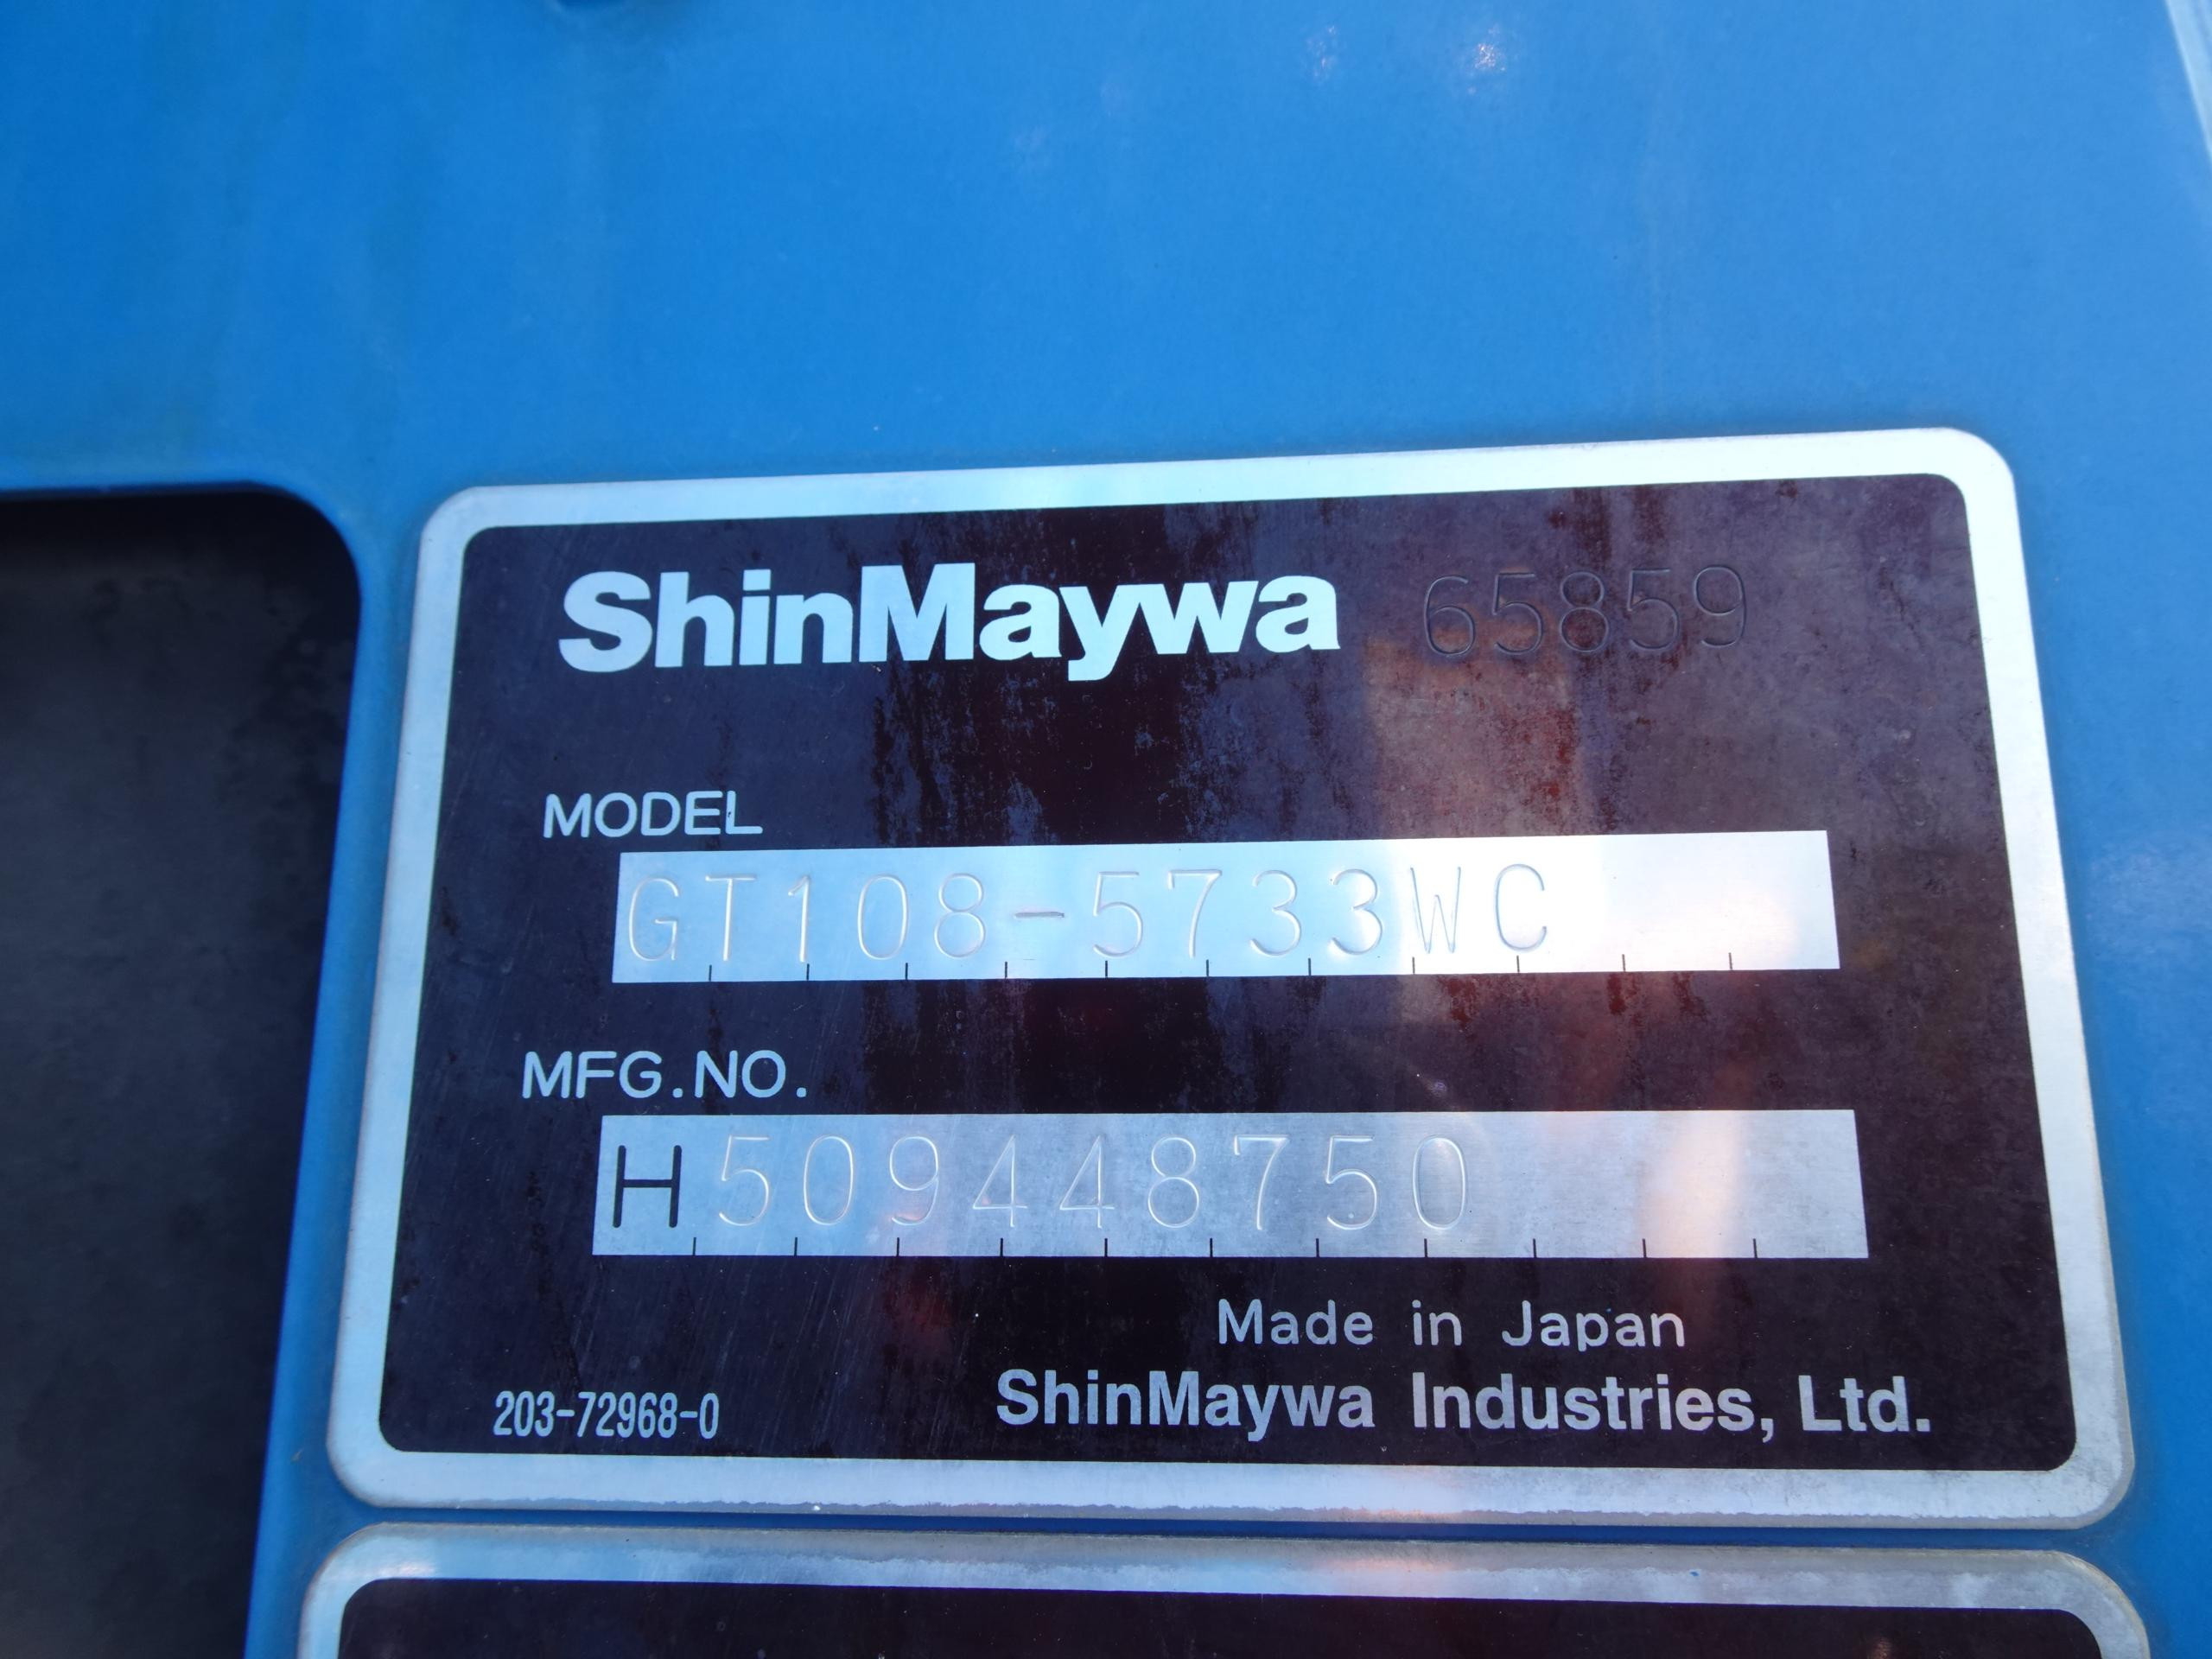 ShinMaywa 65859
MODEL
GT108-5733WC
MFG.NO.
H509448750
Made in Japan
203-72968-0 ShinMaywa Industries, Ltd.